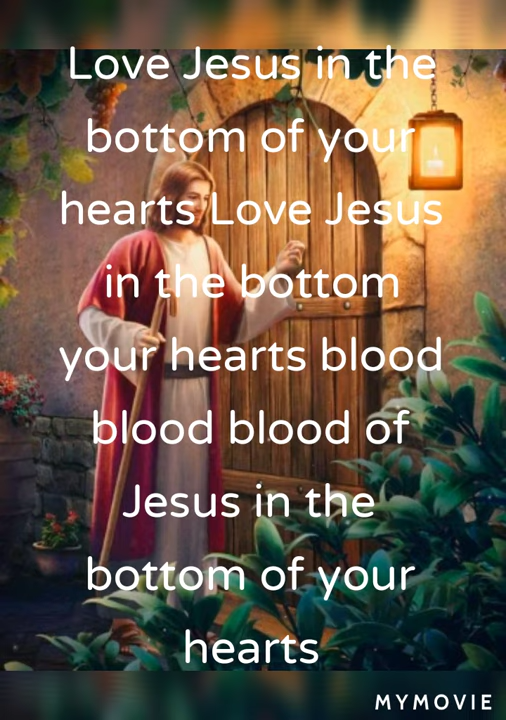 Love Jesus in the
bottom of your
hearts Love Jesus
in the bottom
your hearts blood
blood blood of
Jesus in the
bottom of your
hearts
MYMOVIE